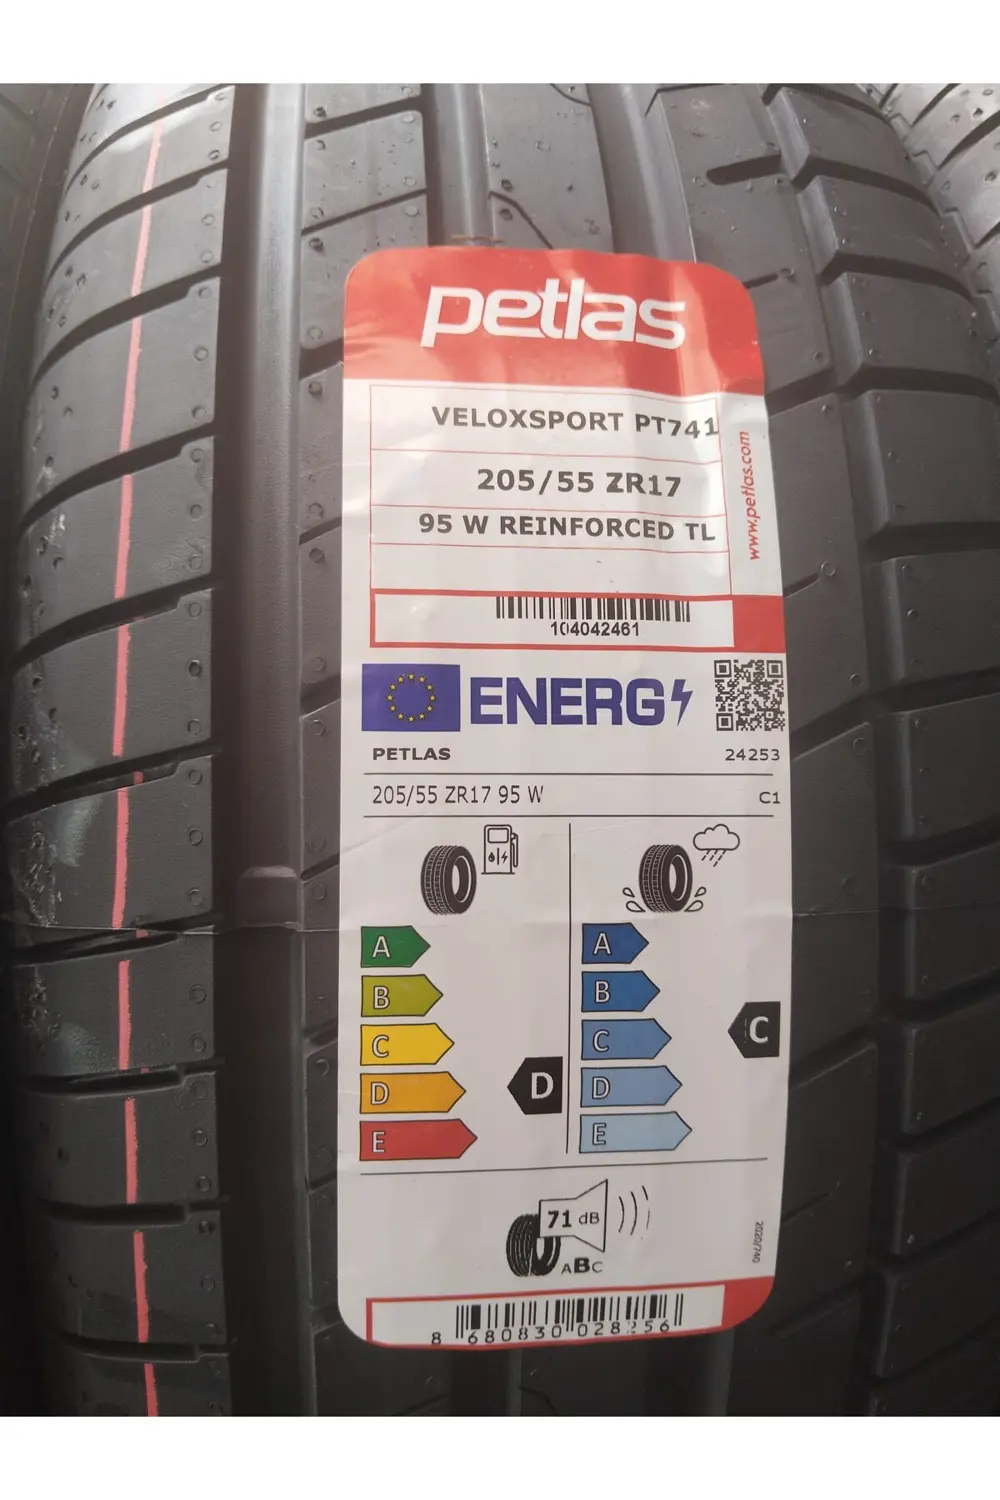 petlas
VELOXSPORT PT741
205/55 ZR17
95 W REINFORCED TL
www.petlas.com
104042461
ENERG
PETLAS 24253
205/55 ZR17 95 W C1
A
B
C
D
E
D
A
B
C
D
E
C
71 dB
ABC
2020/740
8 680830 028256